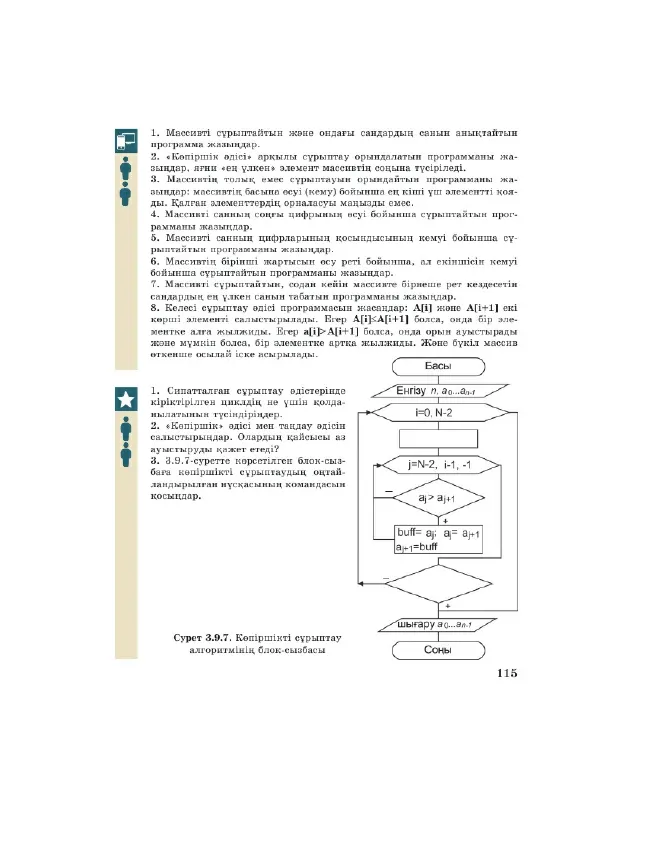 1. Массивті сұрыптайтын және ондағы сандардың санын анықтайтын
программа жазыңдар.
2. «Көпіршік әдісі» арқылы сұрыптау орындалатын программаны жа-
зыңдар, яғни «ең үлкен» элемент массивтің соңына түсіріледі.
3. Массивтің толық емес сұрыптауын орындайтын программаны жа-
зыңдар: массивтің басына өсуі (кему) бойынша ең кіші үш элементті қоя-
ды. Қалған элементтердің орналасуы маңызды емес.
4. Массивті санның соңғы цифрының өсуі бойынша сұрыптайтын прог-
рамманы жазыңдар.
5. Массивті санның цифрларының қосындысының кемуі бойынша сұ-
рыптайтын программаны жазыңдар.
6. Массивтің бірінші жартысын өсу реті бойынша, ал екіншісін кемуі
бойынша сұрыптайтын программаны жазыңдар.
7. Массивті сұрыптайтын, содан кейін массивте бірнеше рет кездесетін
сандардың ең үлкен санын табатын программаны жазыңдар.
8. Келесі сұрыптау әдісі программасын жасаңдар: A[i] және A[i+1] екі
көрші элементі салыстырылады. Егер A[i]≤A[i+1] болса, онда бір эле-
ментке алға жылжиды. Егер a[i]>A[i+1] болса, онда орын ауыстырады
және мүмкін болса, бір элементке артқа жылжиды. Және бүкіл массив
өткенше осылай іске асырылады.
1. Сипатталған сұрыптау әдістерінде
кіріктірілген циклдің не үшін қолда-
нылатынын түсіндіріңдер.
2. «Көпіршік» әдісі мен таңдау әдісін
салыстырыңдар. Олардың қайсысы аз
ауыстыруды қажет етеді?
3. 3.9.7-суретте көрсетілген блок-сыз-
баға көпіршікті сұрыптаудың оңтай-
ландырылған нұсқасының командасын
қосыңдар.
Басы
Енгізу n, a0...an-1
i=0, N-2
j=N-2, i-1, -1
–
aj > aj+1
+
buff= aj; aj= aj+1
aj+1=buff
–
+
шығару a0...an-1
Соңы
Сурет 3.9.7. Көпіршікті сұрыптау
алгоритмінің блок-сызбасы
115